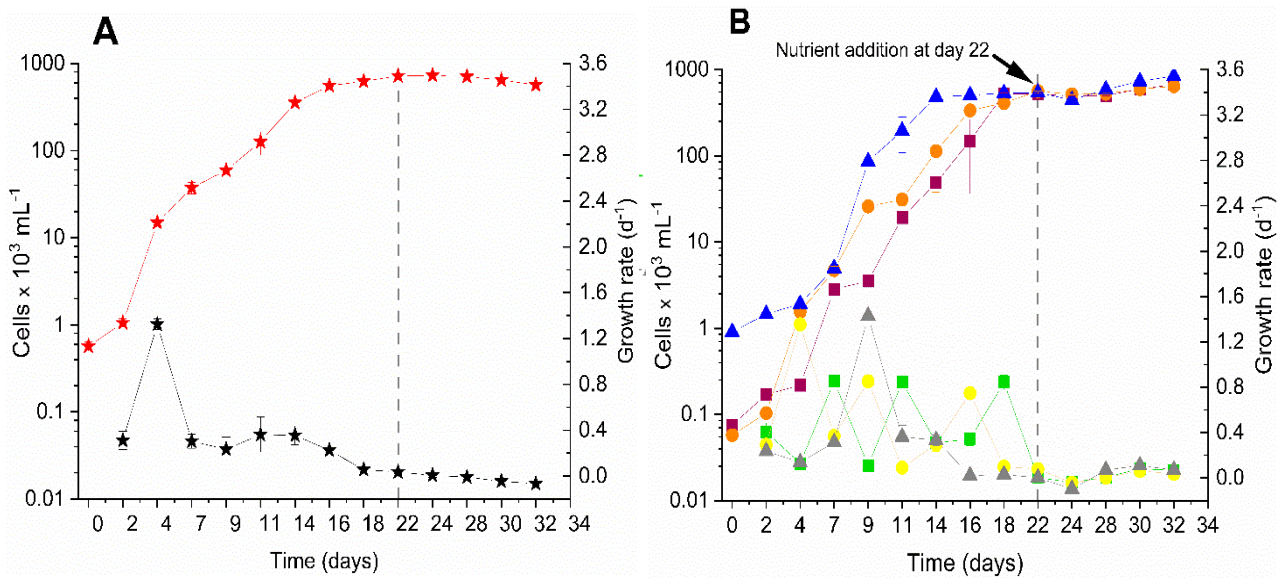 A
1000
100
10
1
0.1
0.01
Cells x 10³ mL⁻¹
3.6
3.2
2.8
2.4
2.0
1.6
1.2
0.8
0.4
0.0
Growth rate (d⁻¹)
0 2 4 7 9 11 14 16 22 24 28 30 32 34
Time (days)
B
Nutrient addition at day 22
1000
100
10
1
0.1
0.01
Cells x 10³ mL⁻¹
3.6
3.2
2.8
2.4
2.0
1.6
1.2
0.8
0.4
0.0
Growth rate (d⁻¹)
0 2 4 7 9 11 14 16 18 22 24 28 30 32 34
Time (days)